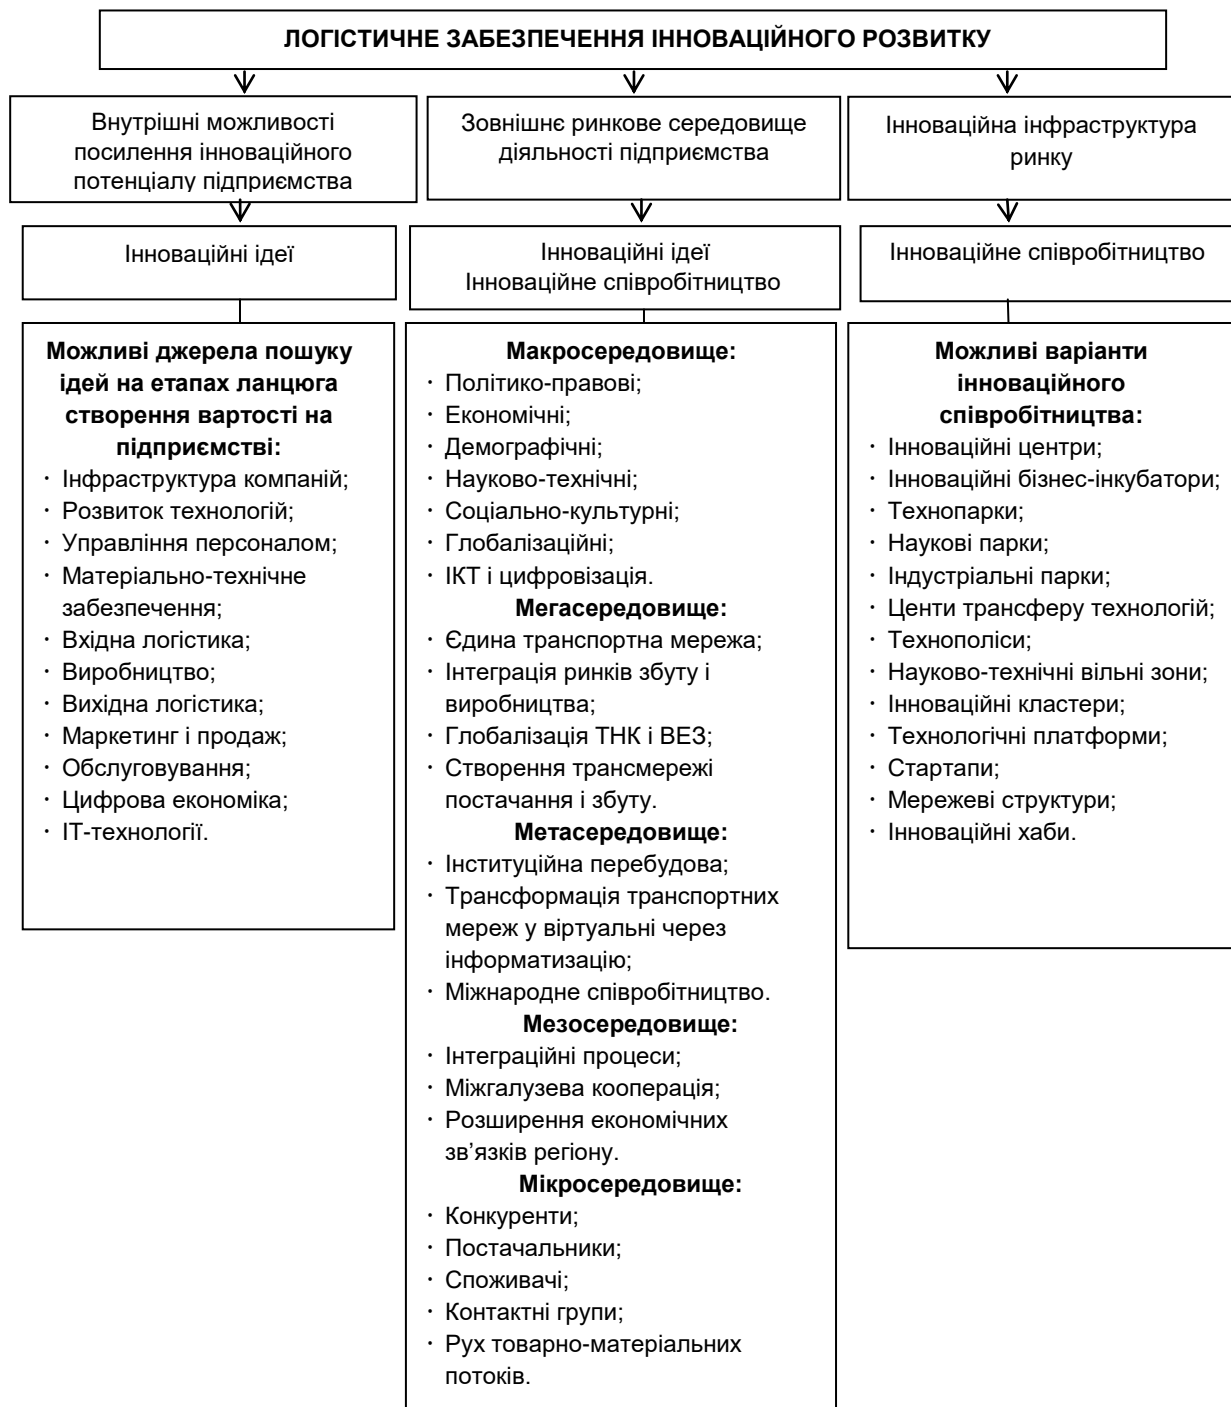 ЛОГІСТИЧНЕ ЗАБЕЗПЕЧЕННЯ ІННОВАЦІЙНОГО РОЗВИТКУ
Внутрішні можливості
посилення інноваційного
потенціалу підприємства
Зовнішнє ринкове середовище
діяльності підприємства
Інноваційна інфраструктура
ринку
Інноваційні ідеї
Інноваційні ідеї
Інноваційне співробітництво
Інноваційне співробітництво
Можливі джерела пошуку
ідей на етапах ланцюга
створення вартості на
підприємстві:
· Інфраструктура компаній;
· Розвиток технологій;
· Управління персоналом;
· Матеріально-технічне
забезпечення;
· Вхідна логістика;
· Виробництво;
· Вихідна логістика;
· Маркетинг і продаж;
· Обслуговування;
· Цифрова економіка;
· ІТ-технології.
Макросередовище:
· Політико-правові;
· Економічні;
· Демографічні;
· Науково-технічні;
· Соціально-культурні;
· Глобалізаційні;
· ІКТ і цифровізація.
Мегасередовище:
· Єдина транспортна мережа;
· Інтеграція ринків збуту і
виробництва;
· Глобалізація ТНК і ВЕЗ;
· Створення трансмережі
постачання і збуту.
Метасередовище:
· Інституційна перебудова;
· Трансформація транспортних
мереж у віртуальні через
інформатизацію;
· Міжнародне співробітництво.
Мезосередовище:
· Інтеграційні процеси;
· Міжгалузева кооперація;
· Розширення економічних
зв’язків регіону.
Мікросередовище:
· Конкуренти;
· Постачальники;
· Споживачі;
· Контактні групи;
· Рух товарно-матеріальних
потоків.
Можливі варіанти
інноваційного
співробітництва:
· Інноваційні центри;
· Інноваційні бізнес-інкубатори;
· Технопарки;
· Наукові парки;
· Індустріальні парки;
· Центи трансферу технологій;
· Технополіси;
· Науково-технічні вільні зони;
· Інноваційні кластери;
· Технологічні платформи;
· Стартапи;
· Мережеві структури;
· Інноваційні хаби.